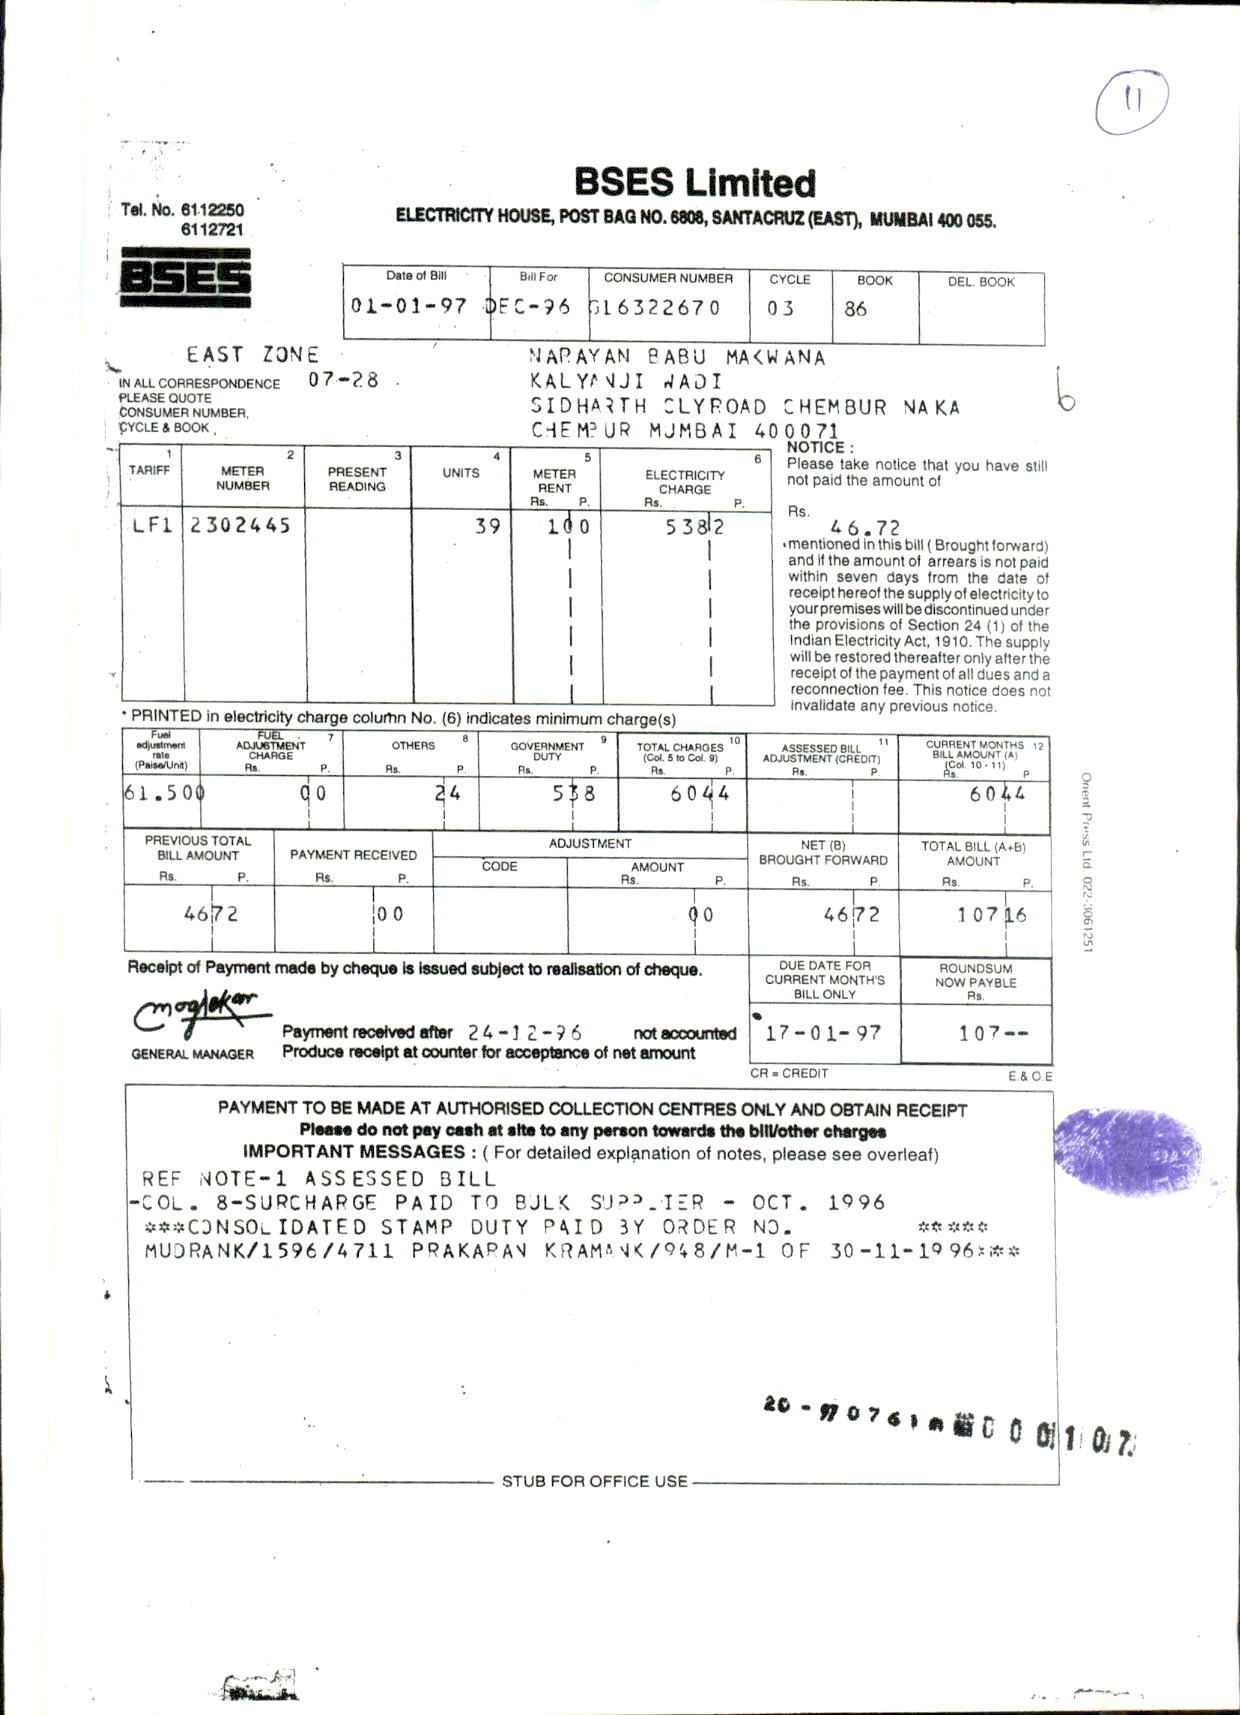 11
BSES Limited
ELECTRICITY HOUSE, POST BAG NO. 6808, SANTACRUZ (EAST), MUMBAI 400 055.
Tel. No. 6112250
6112721
BSES
Date of Bill Bill For CONSUMER NUMBER CYCLE BOOK DEL. BOOK
01-01-97 DEC-96 G16322670 03 86
EAST ZONE
07-28
IN ALL CORRESPONDENCE
PLEASE QUOTE
CONSUMER NUMBER,
CYCLE & BOOK
NARAYAN BABU MAKWANA
KALYANJI WADI
SIDHARTH CLYROAD CHEMBUR NAKA
CHEMBUR MUMBAI 400071
6
1 2 3 4 5 6
TARIFF METER NUMBER PRESENT READING UNITS METER RENT ELECTRICITY CHARGE
Rs. P. Rs. P.
LF1 2302445 39 1 00 53 82
NOTICE :
Please take notice that you have still
not paid the amount of
Rs.
46.72
mentioned in this bill ( Brought forward)
and if the amount of arrears is not paid
within seven days from the date of
receipt hereof the supply of electricity to
your premises will be discontinued under
the provisions of Section 24 (1) of the
Indian Electricity Act, 1910. The supply
will be restored thereafter only after the
receipt of the payment of all dues and a
reconnection fee. This notice does not
invalidate any previous notice.
* PRINTED in electricity charge column No. (6) indicates minimum charge(s)
Fuel adjustment rate (Paise/Unit) FUEL ADJUSTMENT CHARGE 7 OTHERS 8 GOVERNMENT DUTY 9 TOTAL CHARGES (Col. 5 to Col. 9) 10 ASSESSED BILL ADJUSTMENT (CREDIT) 11 CURRENT MONTHS BILL AMOUNT (A) (Col. 10 - 11) 12
Rs. P. Rs. P. Rs. P. Rs. P. Rs. P. Rs. P
61.500 00 24 5 38 60 44 60 44
PREVIOUS TOTAL BILL AMOUNT PAYMENT RECEIVED ADJUSTMENT NET (B) BROUGHT FORWARD TOTAL BILL (A+B) AMOUNT
CODE AMOUNT
Rs. P. Rs. P. Rs. P. Rs. P. Rs. P.
46 72 00 00 46 72 107 16
Receipt of Payment made by cheque is issued subject to realisation of cheque.
GENERAL MANAGER
Payment received after 24-12-96 not accounted
Produce receipt at counter for acceptance of net amount
DUE DATE FOR CURRENT MONTH'S BILL ONLY ROUNDSUM NOW PAYBLE Rs.
17-01-97 107--
CR = CREDIT E.& O.E
Orient Press Ltd 022-3061251
PAYMENT TO BE MADE AT AUTHORISED COLLECTION CENTRES ONLY AND OBTAIN RECEIPT
Please do not pay cash at site to any person towards the bill/other charges
IMPORTANT MESSAGES : ( For detailed explanation of notes, please see overleaf)
REF NOTE-1 ASSESSED BILL
-COL. 8-SURCHARGE PAID TO BULK SUPPLIER - OCT. 1996
***CONSOLIDATED STAMP DUTY PAID BY ORDER NO. *****
MUDRANK/1596/4711 PRAKARAN KRAMANK/948/M-1 OF 30-11-1996***
20-97076 000107
STUB FOR OFFICE USE